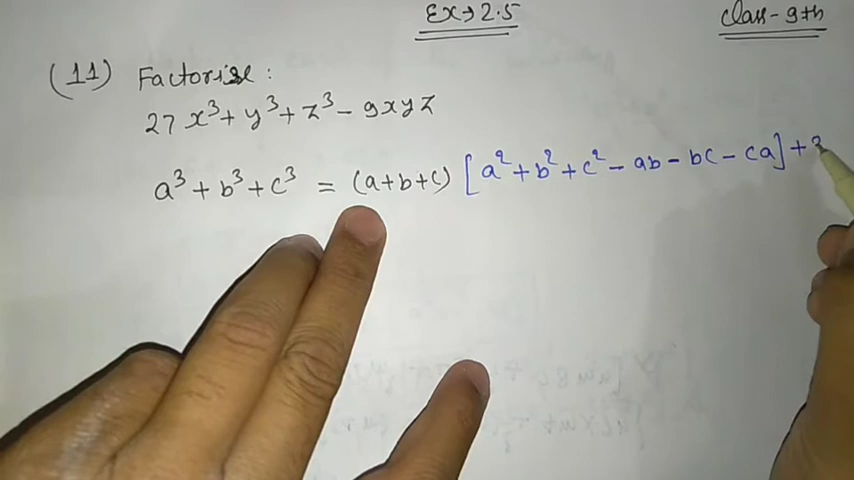 Ex→2.5
Class-9th
(11) Factorise :
27x³ + y³ + z³ - 9xyz
a³ + b³ + c³ = (a+b+c) [a² + b² + c² - ab - bc - ca] + 3